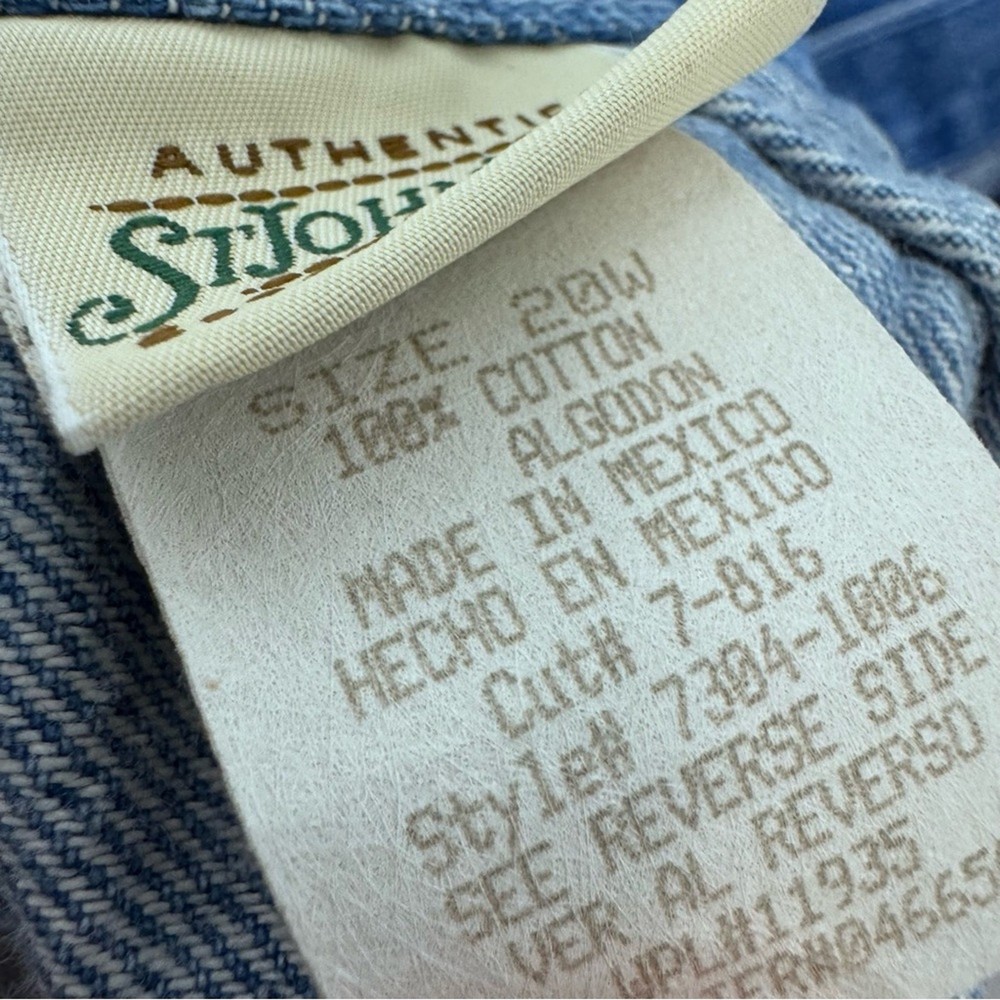 AUTHENTIC
ST. JOHN
SIZE 20W
100% COTTON
ALGODON
MADE IN MEXICO
HECHO EN MEXICO
Cut# 7-816
Style# 7304-1006
SEE REVERSE SIDE
VER AL REVERSO
WPL#11935